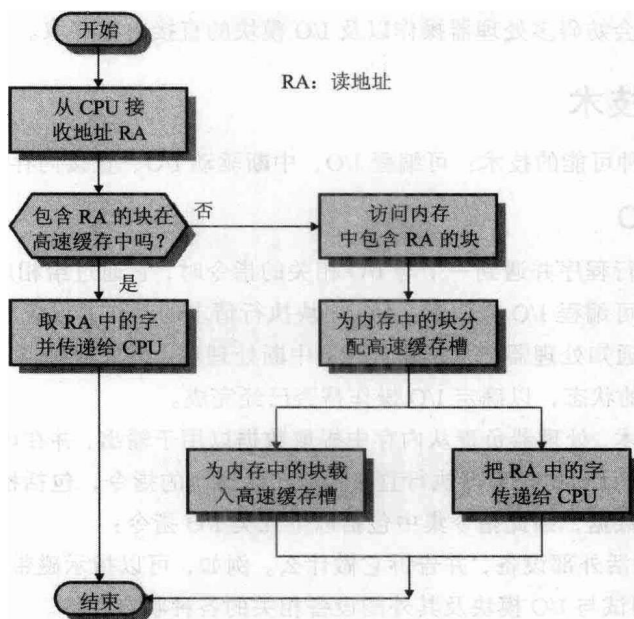 开始
RA：读地址
从 CPU 接
收地址 RA
包含 RA 的块在
高速缓存中吗？
否
是
访问内存
中包含 RA 的块
取 RA 中的字
并传递给 CPU
为内存中的块分
配高速缓存槽
为内存中的块载
入高速缓存槽
把 RA 中的字
传递给 CPU
结束